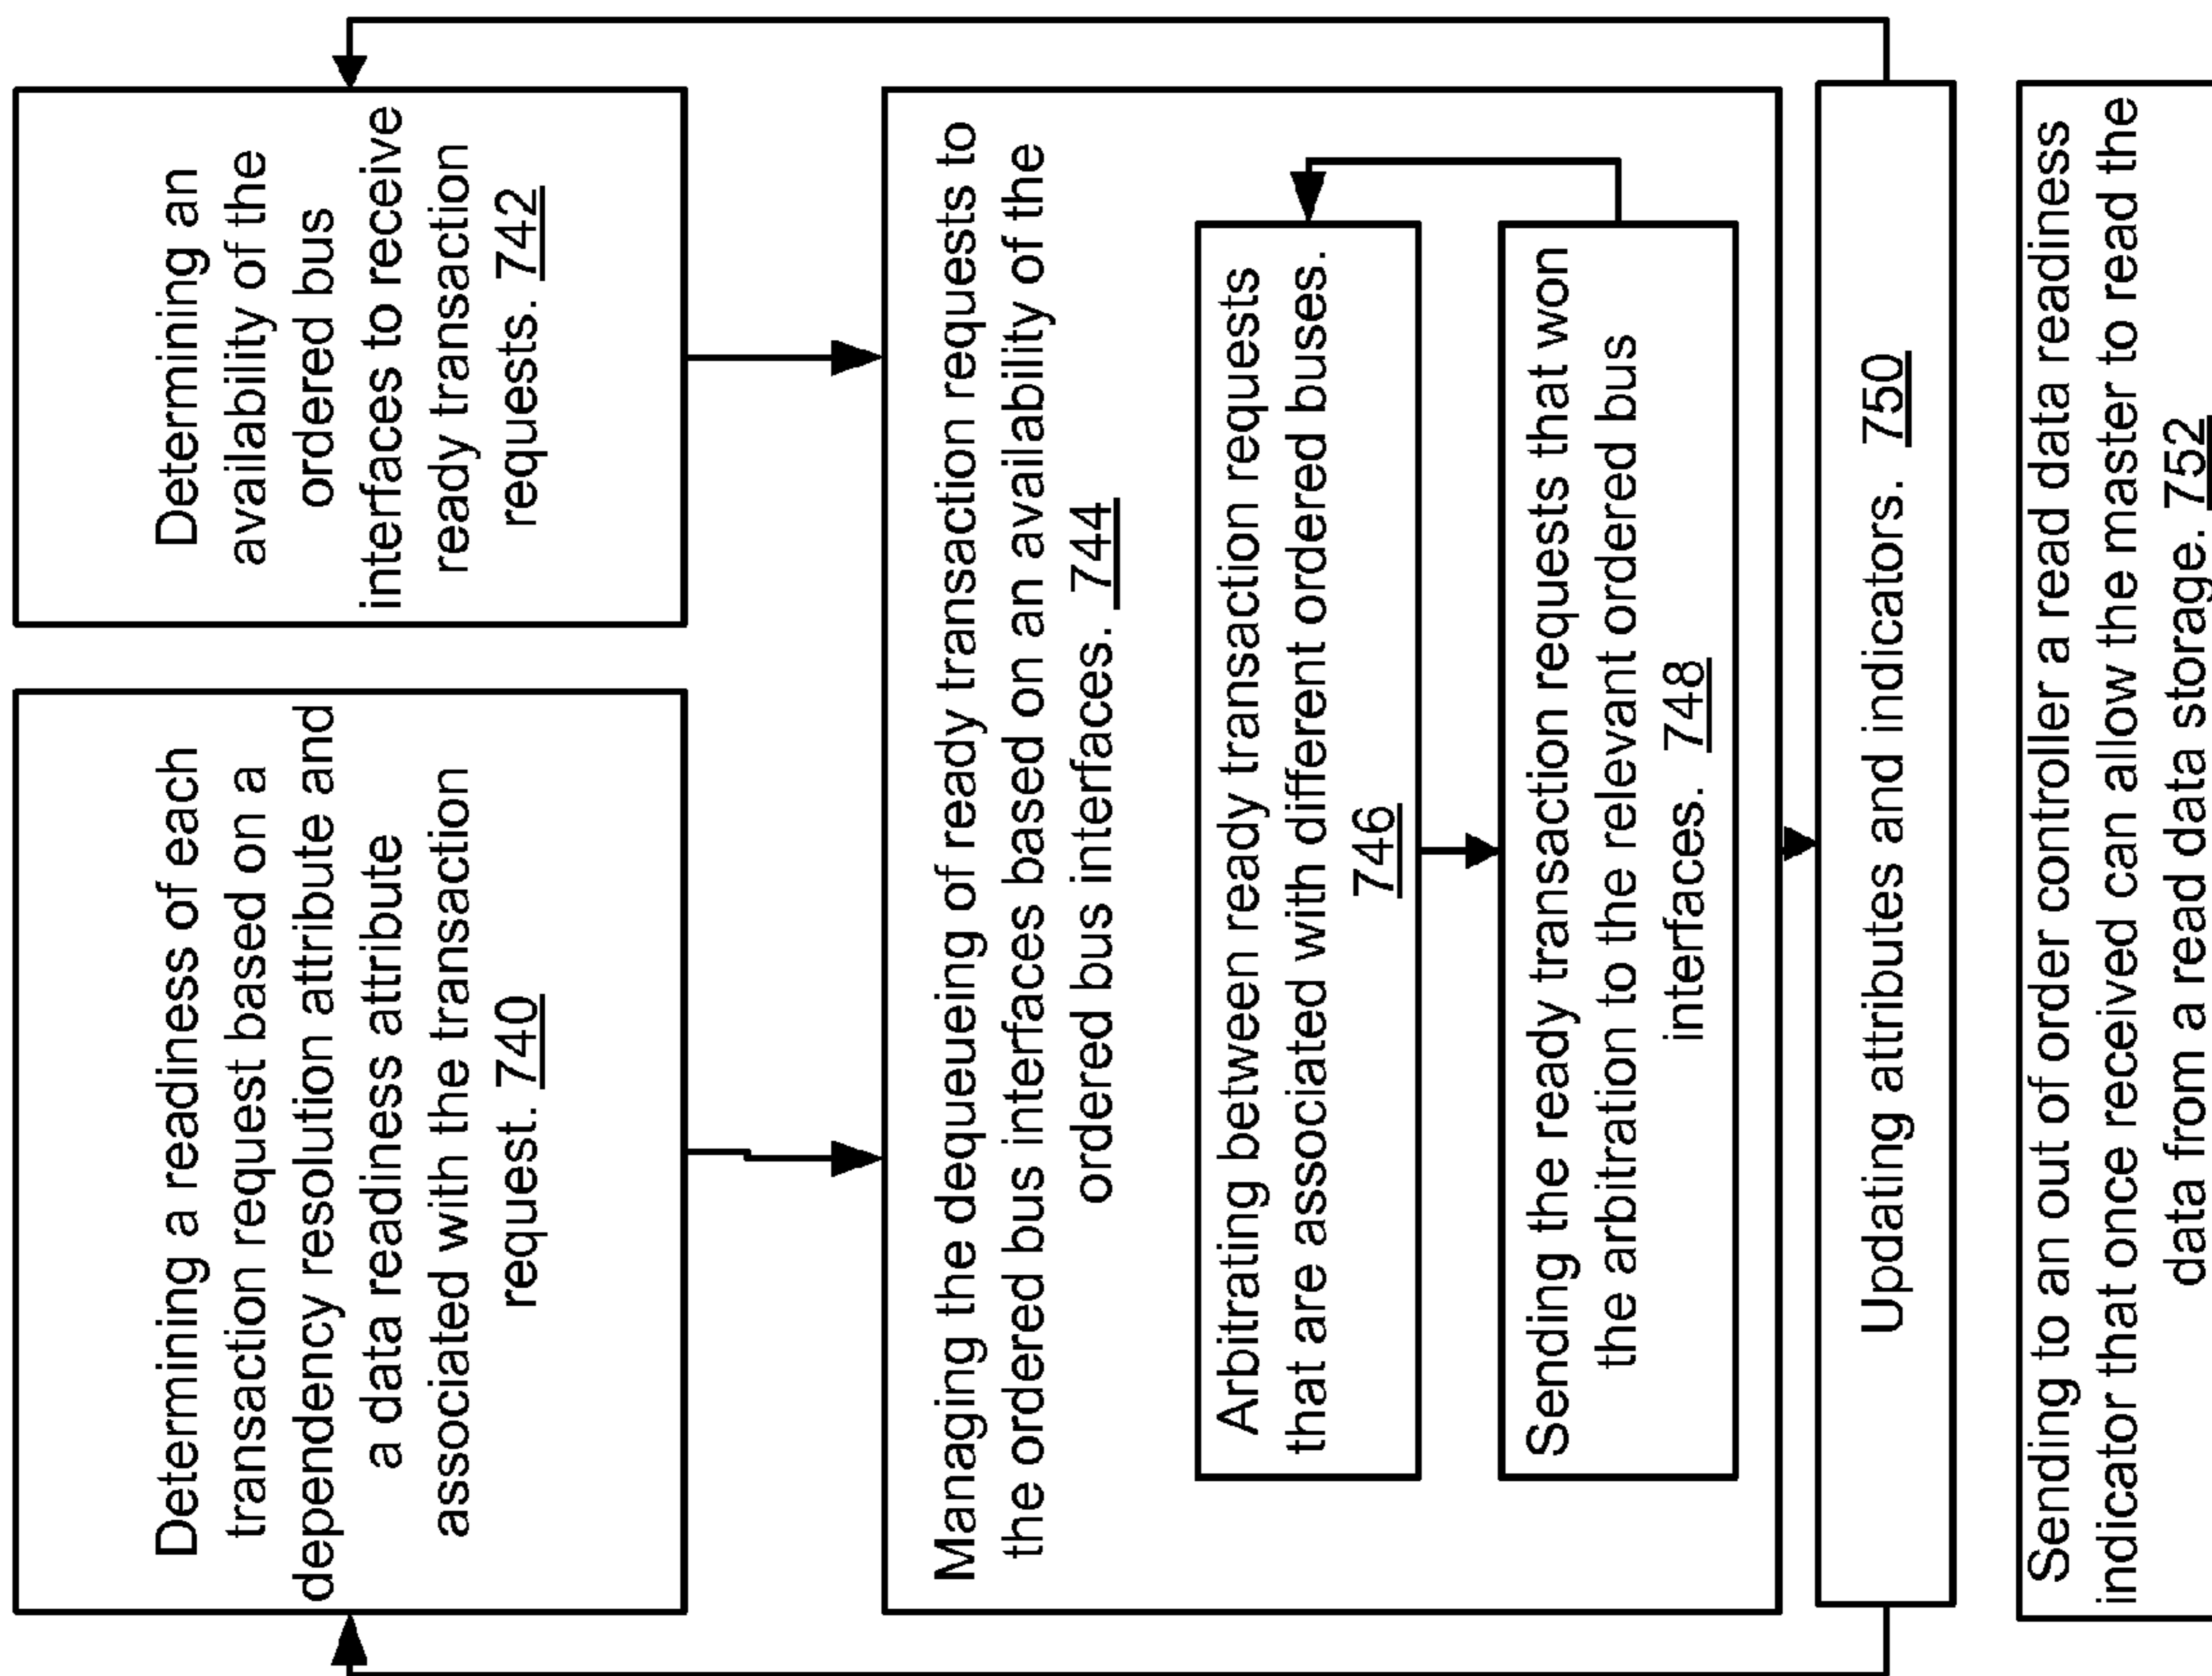 Determining a readiness of each
transaction request based on a
dependency resolution attribute and
a data readiness attribute
associated with the transaction
request. 740
Determining an
availability of the
ordered bus
interfaces to receive
ready transaction
requests. 742
Managing the dequeueing of ready transaction requests to
the ordered bus interfaces based on an availability of the
ordered bus interfaces. 744
Arbitrating between ready transaction requests
that are associated with different ordered buses.
746
Sending the ready transaction requests that won
the arbitration to the relevant ordered bus
interfaces. 748
Updating attributes and indicators. 750
Sending to an out of order controller a read data readiness
indicator that once received can allow the master to read the
data from a read data storage. 752